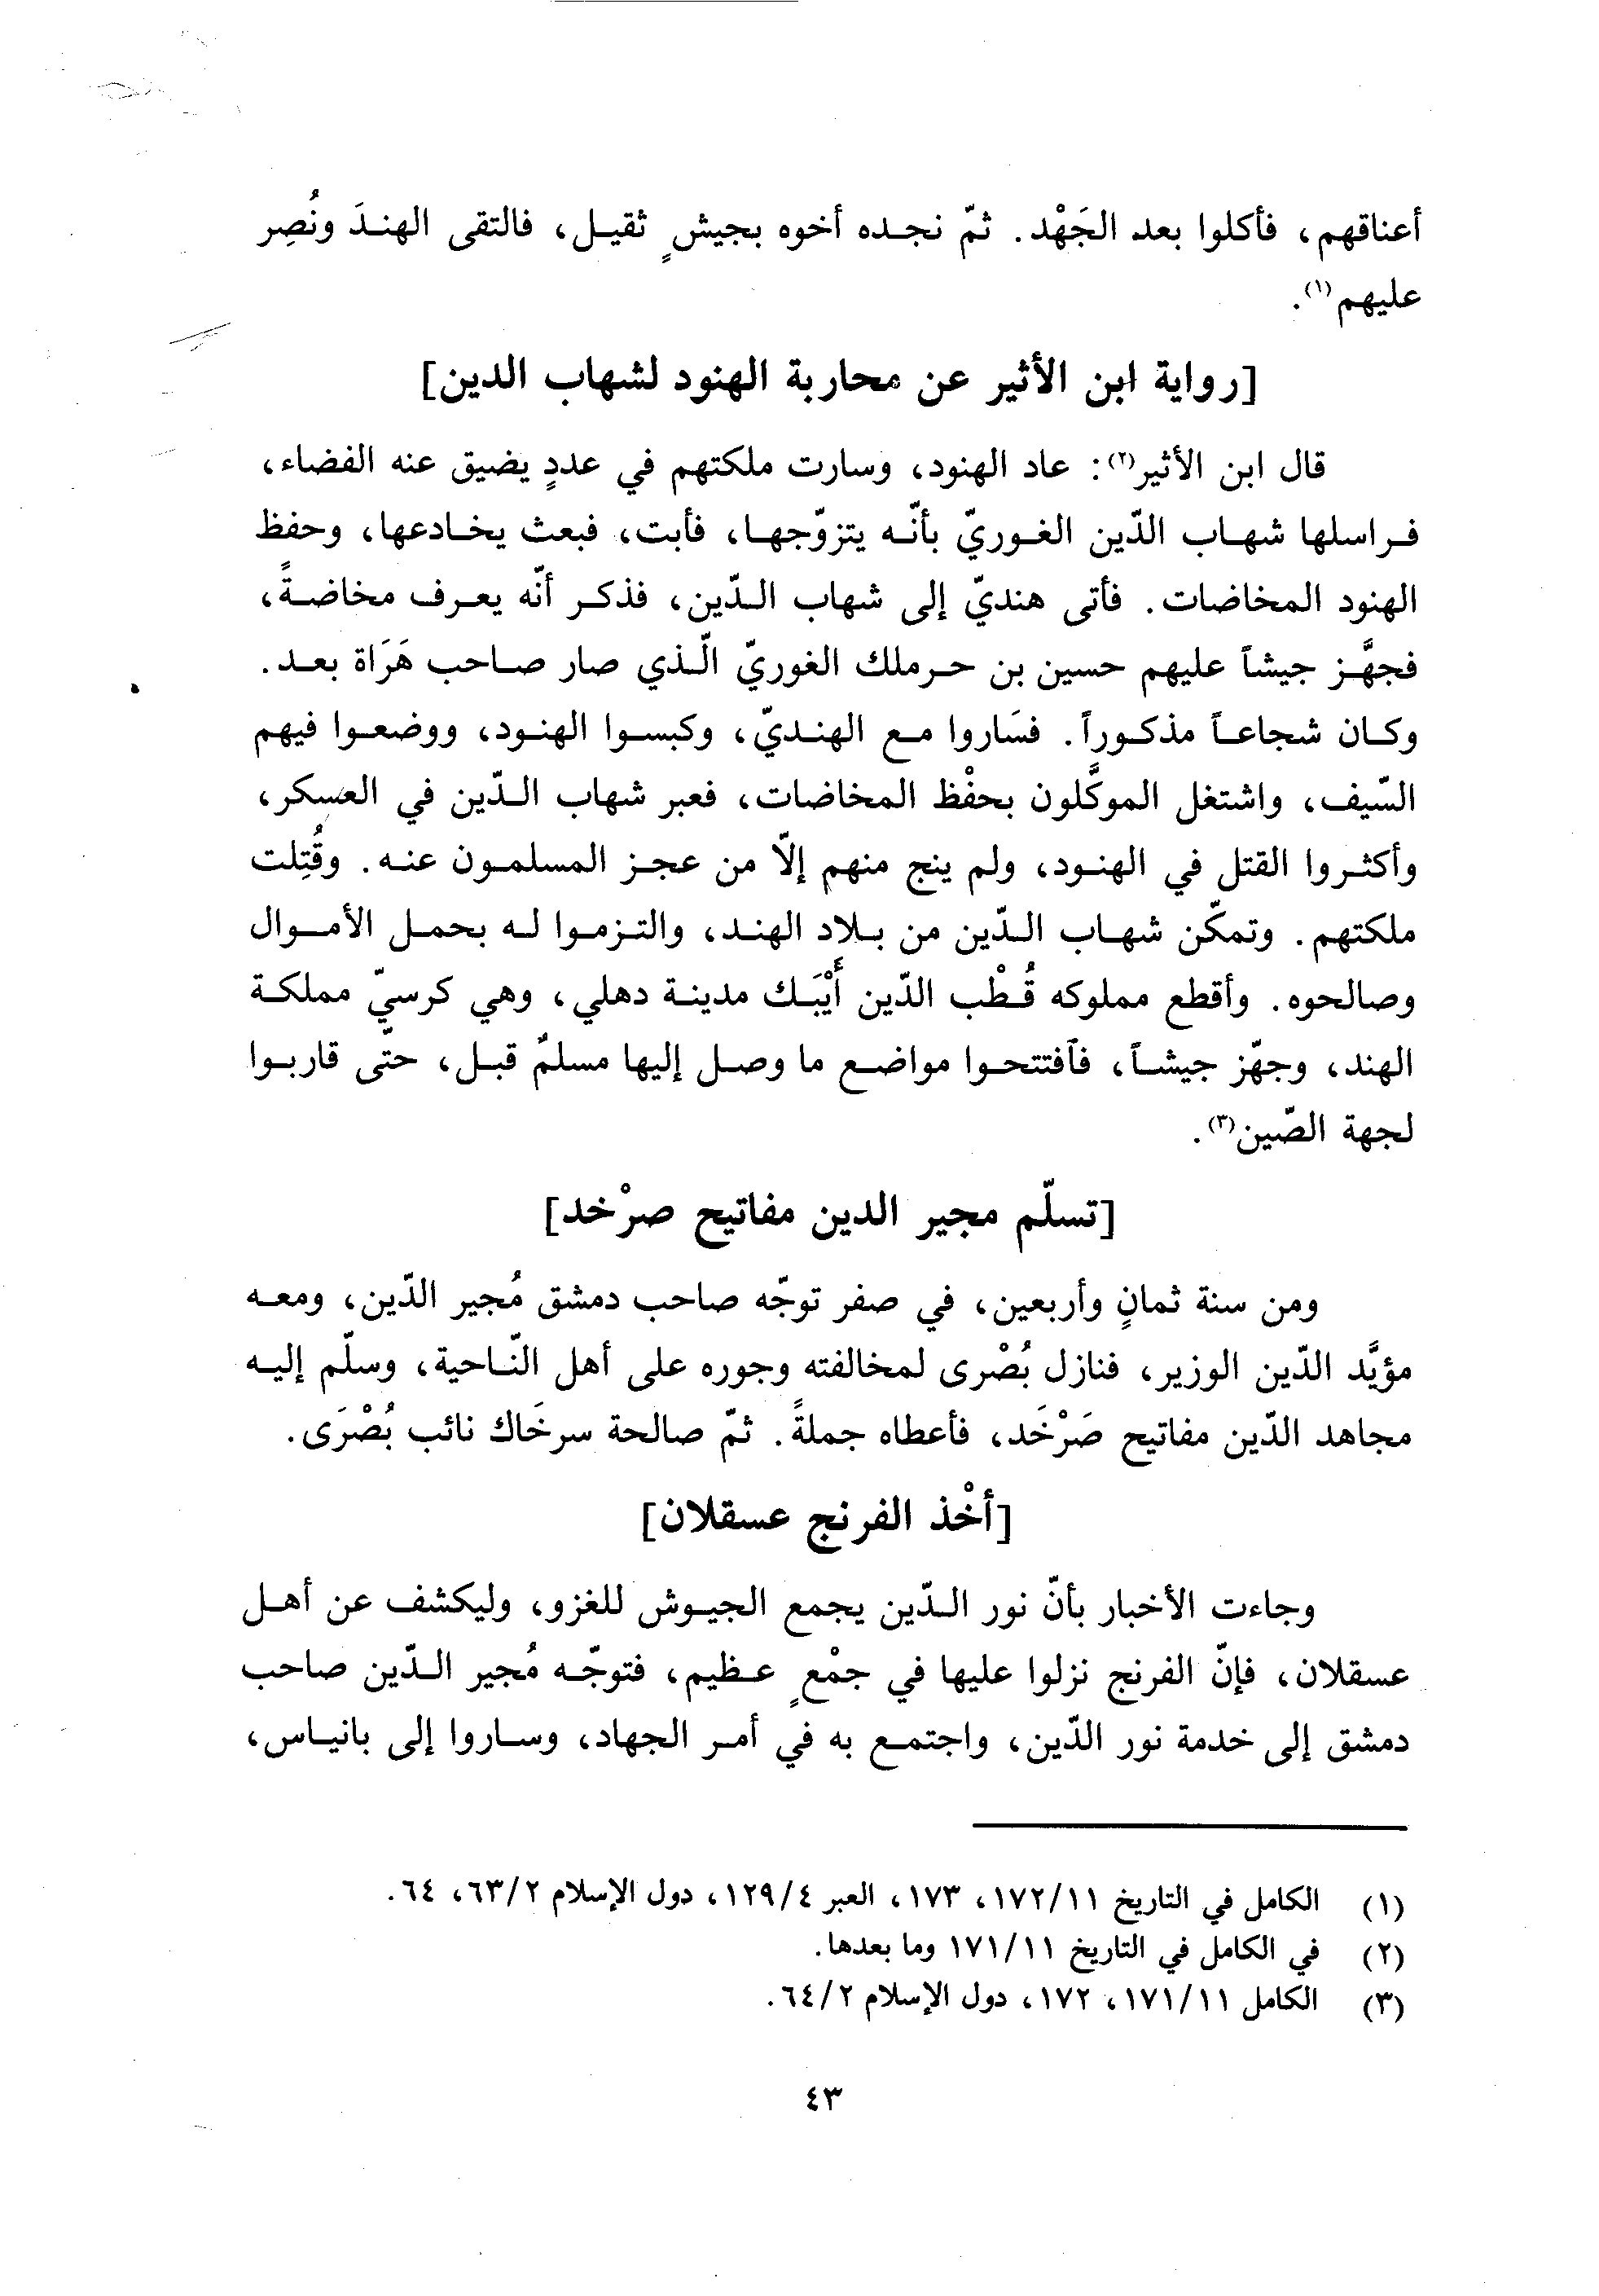 أعناقهم، فأكلوا بعد الجَهْد. ثمّ نجده أخوه بجيشٍ ثقيل، فالتقى الهندَ ونُصِر
عليهم(١).
[رواية ابن الأثير عن محاربة الهنود لشهاب الدين]
قال ابن الأثير(٢): عاد الهنود، وسارت ملكتهم في عددٍ يضيق عنه الفضاء،
فراسلها شهاب الدّين الغوريّ بأنّه يتزوّجها، فأبت، فبعث يخادعها، وحفظ
الهنود المخاضات. فأتى هنديّ إلى شهاب الدّين، فذكر أنّه يعرف مخاضةً،
فجهَّز جيشاً عليهم حسين بن حرملك الغوريّ الّذي صار صاحب هَرَاة بعد.
وكان شجاعاً مذكوراً. فسَاروا مع الهنديّ، وكبسوا الهنود، ووضعوا فيهم
السّيف، واشتغل الموكَّلون بحفْظ المخاضات، فعبر شهاب الدّين في العسكر،
وأكثروا القتل في الهنود، ولم ينج منهم إلّا من عجز المسلمون عنه. وقُتِلت
ملكتهم. وتمكّن شهاب الدّين من بلاد الهند، والتزموا له بحمل الأموال
وصالحوه. وأقطع مملوكه قُطْب الدّين أَيْبَك مدينة دهلي، وهي كرسيّ مملكة
الهند، وجهّز جيشاً، فآفتتحوا مواضع ما وصل إليها مسلمٌ قبل، حتّى قاربوا
لجهة الصّين(٣).
[تسلّم مجير الدين مفاتيح صرْخد]
ومن سنة ثمانٍ وأربعين، في صفر توجّه صاحب دمشق مُجير الدّين، ومعه
مؤيَّد الدّين الوزير، فنازل بُصْرى لمخالفته وجوره على أهل النّاحية، وسلّم إليه
مجاهد الدّين مفاتيح صَرْخَد، فأعطاه جملةً. ثمّ صالحة سرخَاك نائب بُصْرَى.
[أخْذ الفرنج عسقلان]
وجاءت الأخبار بأنّ نور الدّين يجمع الجيوش للغزو، وليكشف عن أهل
عسقلان، فإنّ الفرنج نزلوا عليها في جمْعٍ عظيم، فتوجّه مُجير الدّين صاحب
دمشق إلى خدمة نور الدّين، واجتمع به في أمر الجهاد، وساروا إلى بانياس،
(١) الكامل في التاريخ ١٧٢/١١، ١٧٣، العبر ١٢٩/٤، دول الإسلام ٦٣/٢، ٦٤.
(٢) في الكامل في التاريخ ١٧١/١١ وما بعدها.
(٣) الكامل ١٧١/١١، ١٧٢، دول الإسلام ٦٤/٢.
٤٣